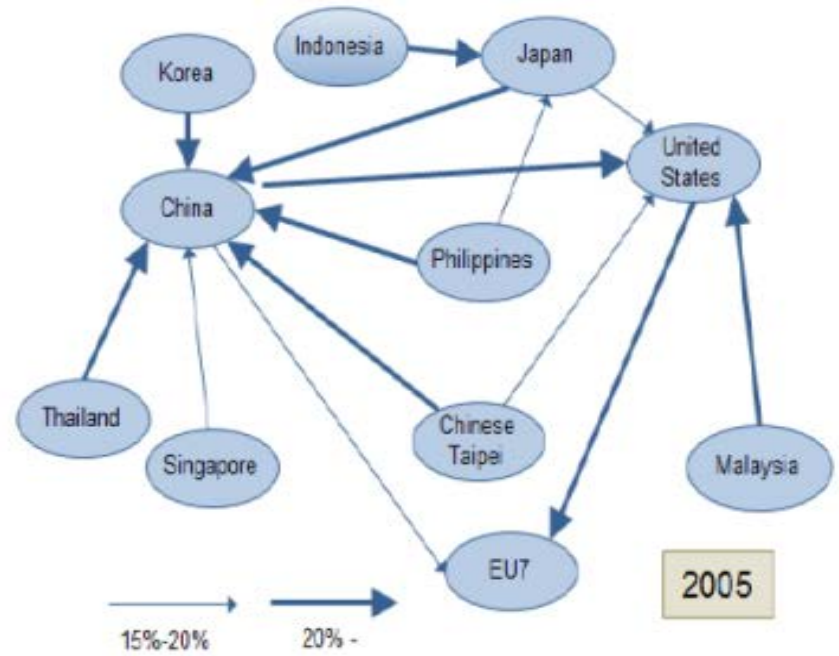 Indonesia
Japan
Korea
United
States
China
Philippines
Thailand
Chinese
Taipei
Singapore
Malaysia
EU7
2005
15%-20%
20% -